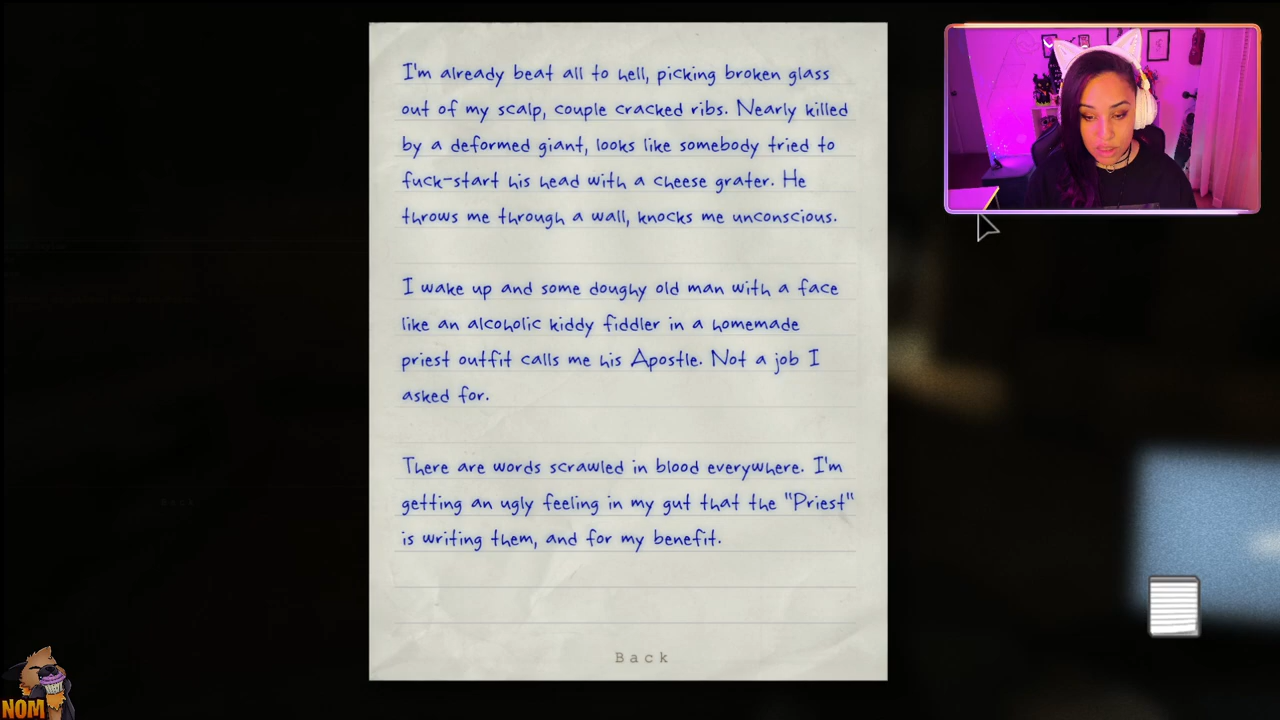 I'm already beat all to hell, picking broken glass
out of my scalp, couple cracked ribs. Nearly killed
by a deformed giant, looks like somebody tried to
fuck-start his head with a cheese grater. He
throws me through a wall, knocks me unconscious.
I wake up and some doughy old man with a face
like an alcoholic kiddy fiddler in a homemade
priest outfit calls me his Apostle. Not a job I
asked for.
There are words scrawled in blood everywhere. I'm
getting an ugly feeling in my gut that the "Priest"
is writing them, and for my benefit.
Back
NOM